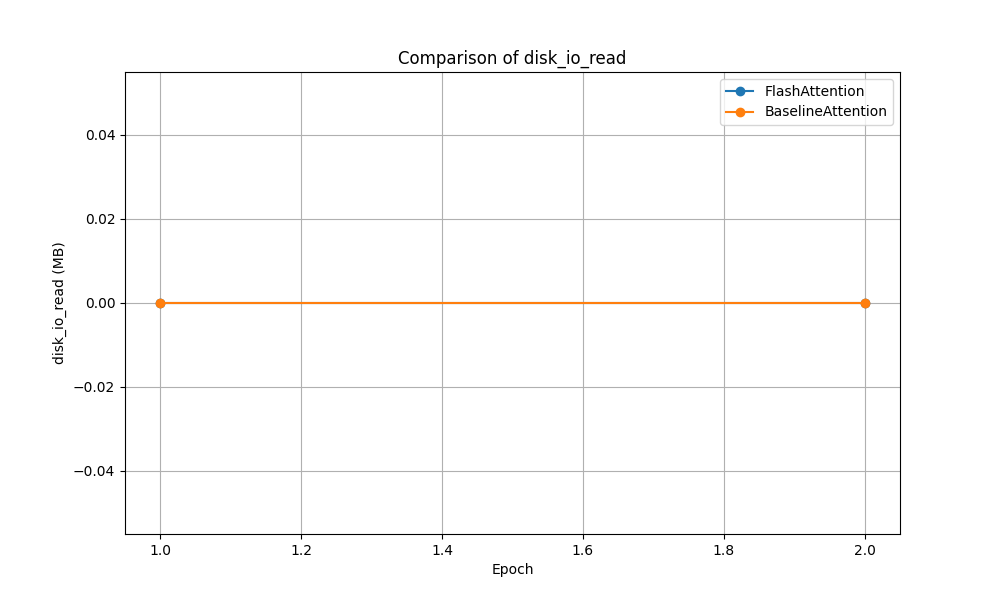 Comparison of disk_io_read
FlashAttention
BaselineAttention
disk_io_read (MB)
0.04
0.02
0.00
−0.02
−0.04
1.0 1.2 1.4 1.6 1.8 2.0
Epoch